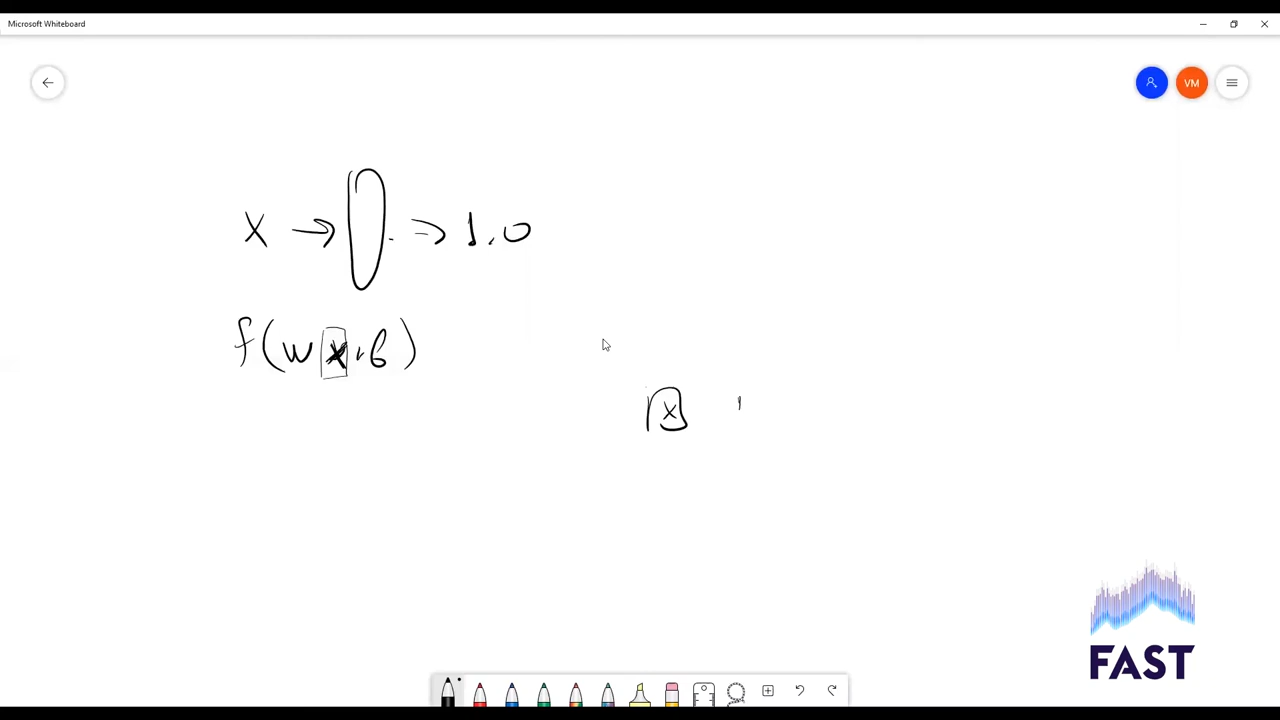 Microsoft Whiteboard
VM
X → ⇒ 1.0
f(wx+b)
x
FAST